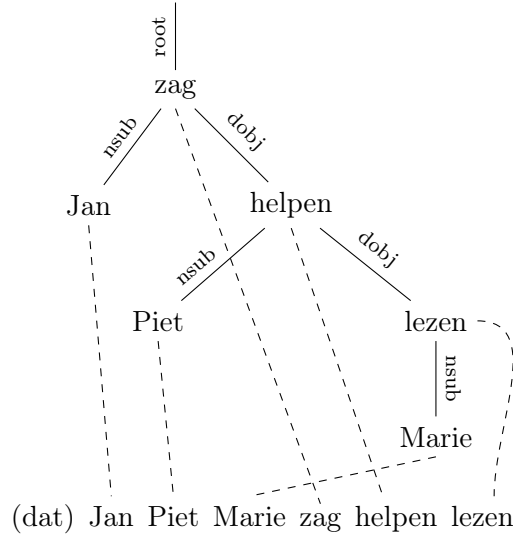 root
zag
nsub dobj
Jan helpen
nsub dobj
Piet lezen
nsub
Marie
(dat) Jan Piet Marie zag helpen lezen